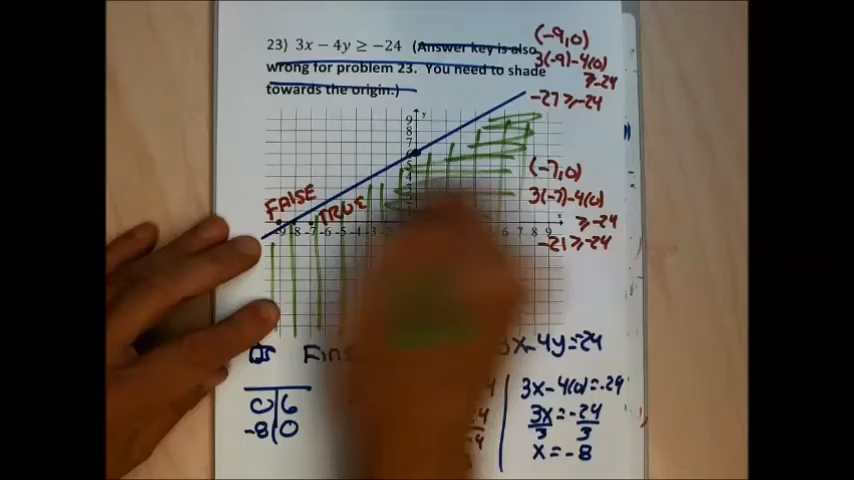 23) 3x − 4y ≥ −24 (Answer key is also
wrong for problem 23. You need to shade
towards the origin.)
(-9,0)
3(-9)-4(0)
≥-24
-27≥-24
(-7,0)
3(-7)-4(0)
≥-24
-21≥-24
FALSE
TRUE
y
9
8
7
6
5
4
x
-9 -8 -7 -6 -5 -4 -3 -2
6 7 8 9
3x-4y=24
0 6
-8 0
3x-4(0)=-24
3x=-24
3 3
x=-8